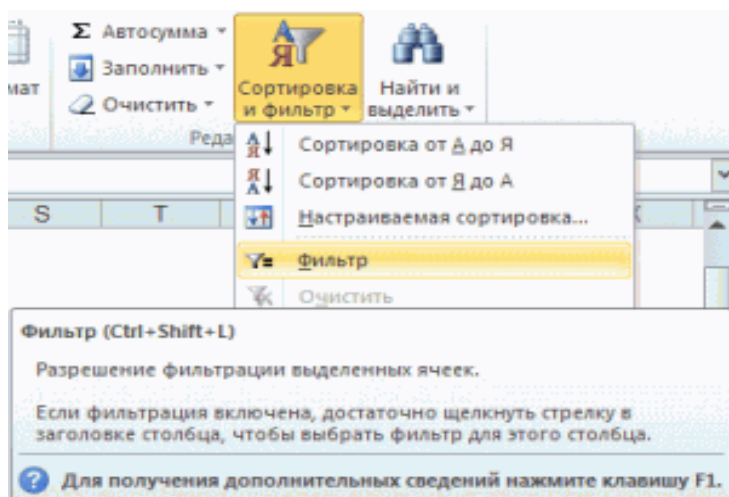 Σ Автосумма
Заполнить
Очистить
мат
Сортировка
и фильтр
Найти и
выделить
Реда
Сортировка от А до Я
Сортировка от Я до А
Настраиваемая сортировка...
Фильтр
Очистить
S T
Фильтр (Ctrl+Shift+L)
Разрешение фильтрации выделенных ячеек.
Если фильтрация включена, достаточно щелкнуть стрелку в
заголовке столбца, чтобы выбрать фильтр для этого столбца.
Для получения дополнительных сведений нажмите клавишу F1.